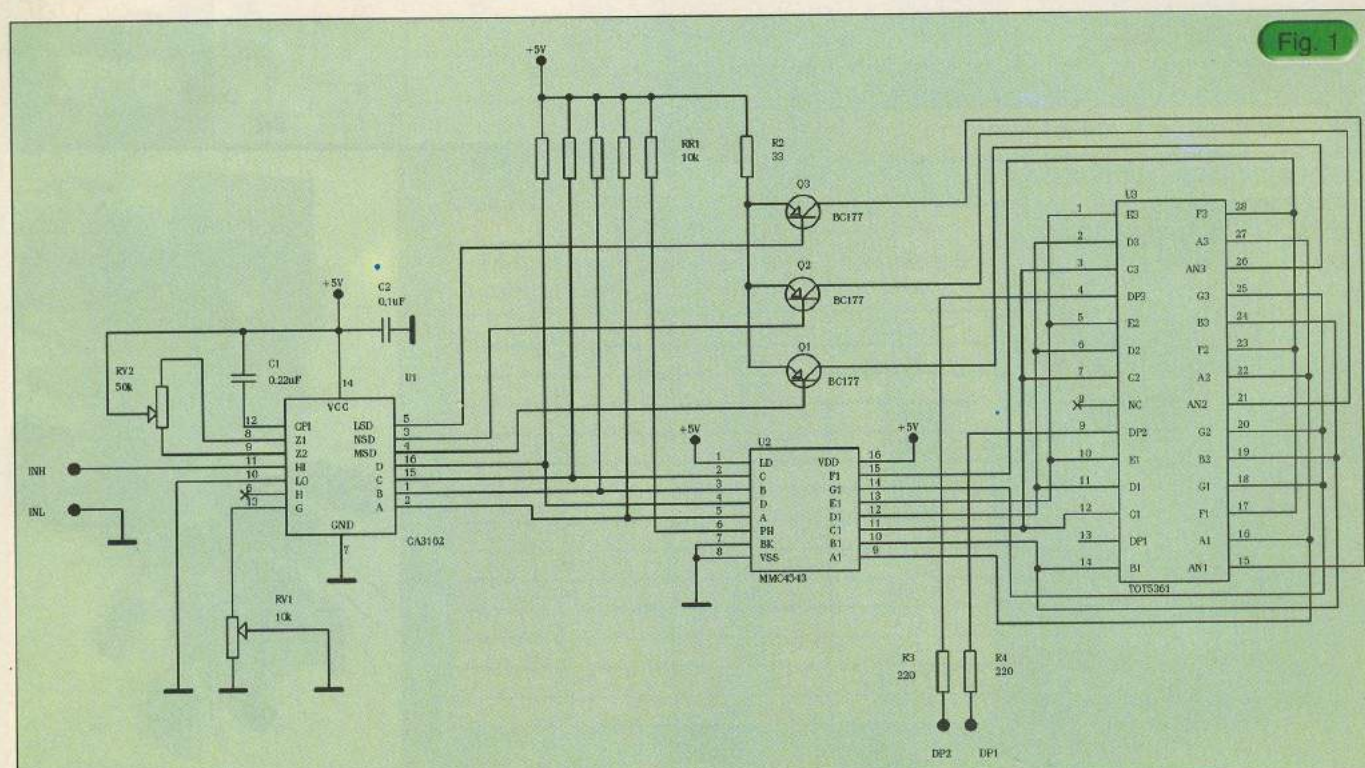 Fig. 1
+5V
RR1
10k
R2
33
Q3
BC177
Q2
BC177
Q1
BC177
+5V
C2
0,1uF
C1
0.22uF
RV2
50k
U1
14
VCC
12 CPI LSD 5
8 Z1 NSD 3
9 Z2 MSD 4
11 HI D 16
10 LO C 15
6 H B 1
13 G A 2
GND
7
CA3162
INH
INL
RV1
10k
+5V
+5V
U2
1 LD VDD 16
2 C F1 15
3 B G1 14
4 D E1 13
5 A D1 12
6 PH C1 11
7 BK B1 10
8 VSS A1 9
MMC4543
U3
1 E3 F3 28
2 D3 A3 27
3 C3 AN3 26
4 DP3 G3 25
5 E2 B3 24
6 D2 F2 23
7 C2 A2 22
8 NC AN2 21
9 DP2 G2 20
10 E1 B2 19
11 D1 G1 18
12 C1 F1 17
13 DP1 A1 16
14 B1 AN1 15
TOT5361
R3
220
R4
220
DP2 DP1